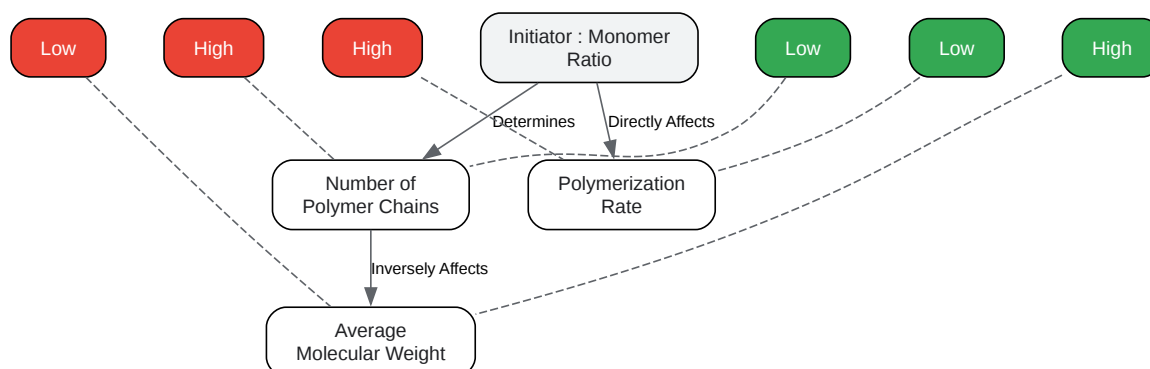 Low
High
High
Initiator : Monomer
Ratio
Low
Low
High
Determines
Directly Affects
Number of
Polymer Chains
Polymerization
Rate
Inversely Affects
Average
Molecular Weight